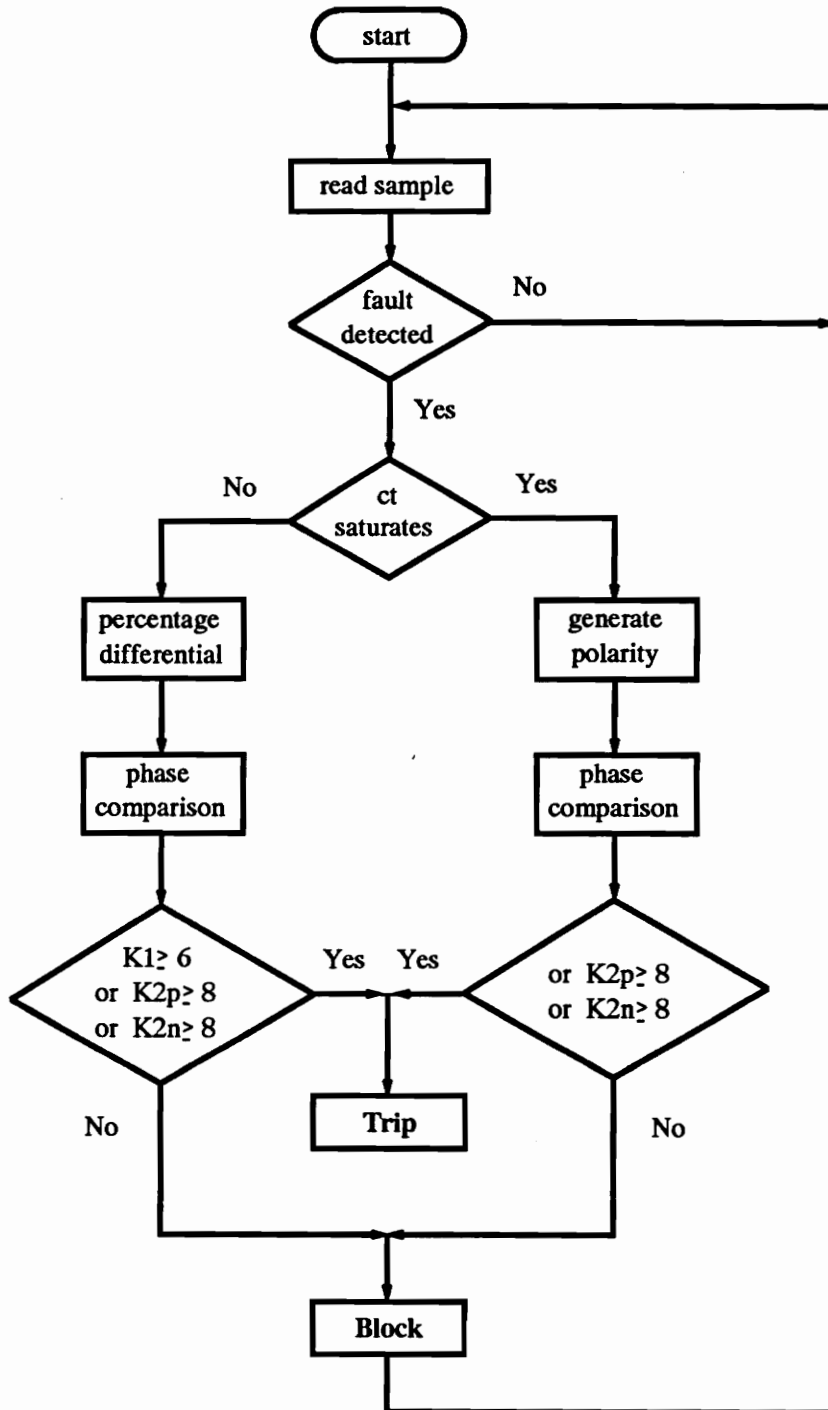 start
read sample
fault
detected
No
Yes
No
ct
saturates
Yes
percentage
differential
generate
polarity
phase
comparison
phase
comparison
K1≥ 6
or K2p≥ 8
or K2n≥ 8
Yes
Yes
or K2p≥ 8
or K2n≥ 8
Trip
No
No
Block